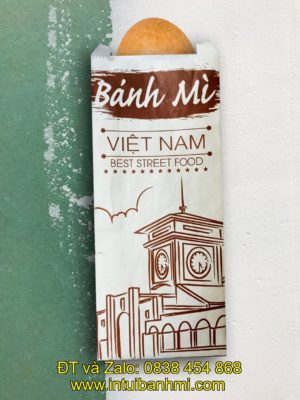 Bánh Mì
VIỆT NAM
BEST STREET FOOD
ĐT và Zalo: 0838 454 868
www.intuibanhmi.com